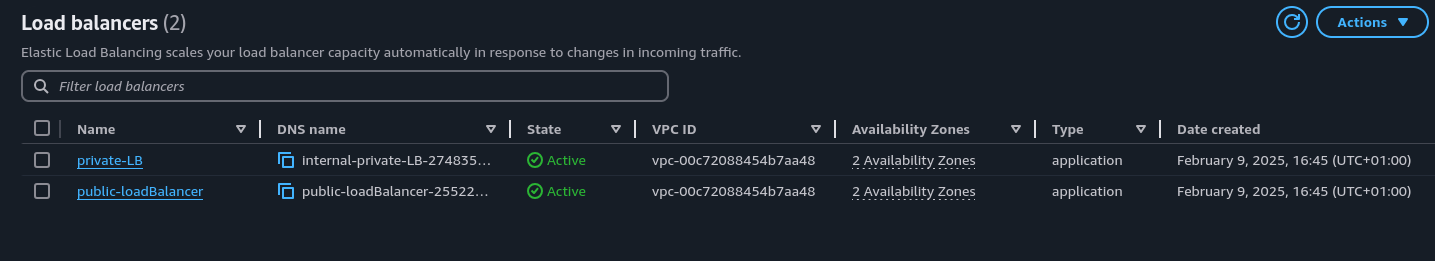 Load balancers (2)
Actions
Elastic Load Balancing scales your load balancer capacity automatically in response to changes in incoming traffic.
Filter load balancers
Name DNS name State VPC ID Availability Zones Type Date created
private-LB internal-private-LB-274835... Active vpc-00c72088454b7aa48 2 Availability Zones application February 9, 2025, 16:45 (UTC+01:00)
public-loadBalancer public-loadBalancer-25522... Active vpc-00c72088454b7aa48 2 Availability Zones application February 9, 2025, 16:45 (UTC+01:00)